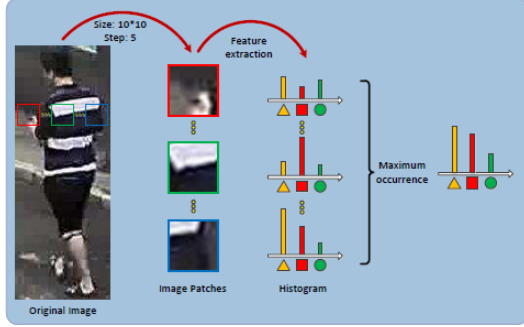 Size: 10*10
Step: 5
Feature
extraction
Maximum
occurrence
Original Image
Image Patches
Histogram